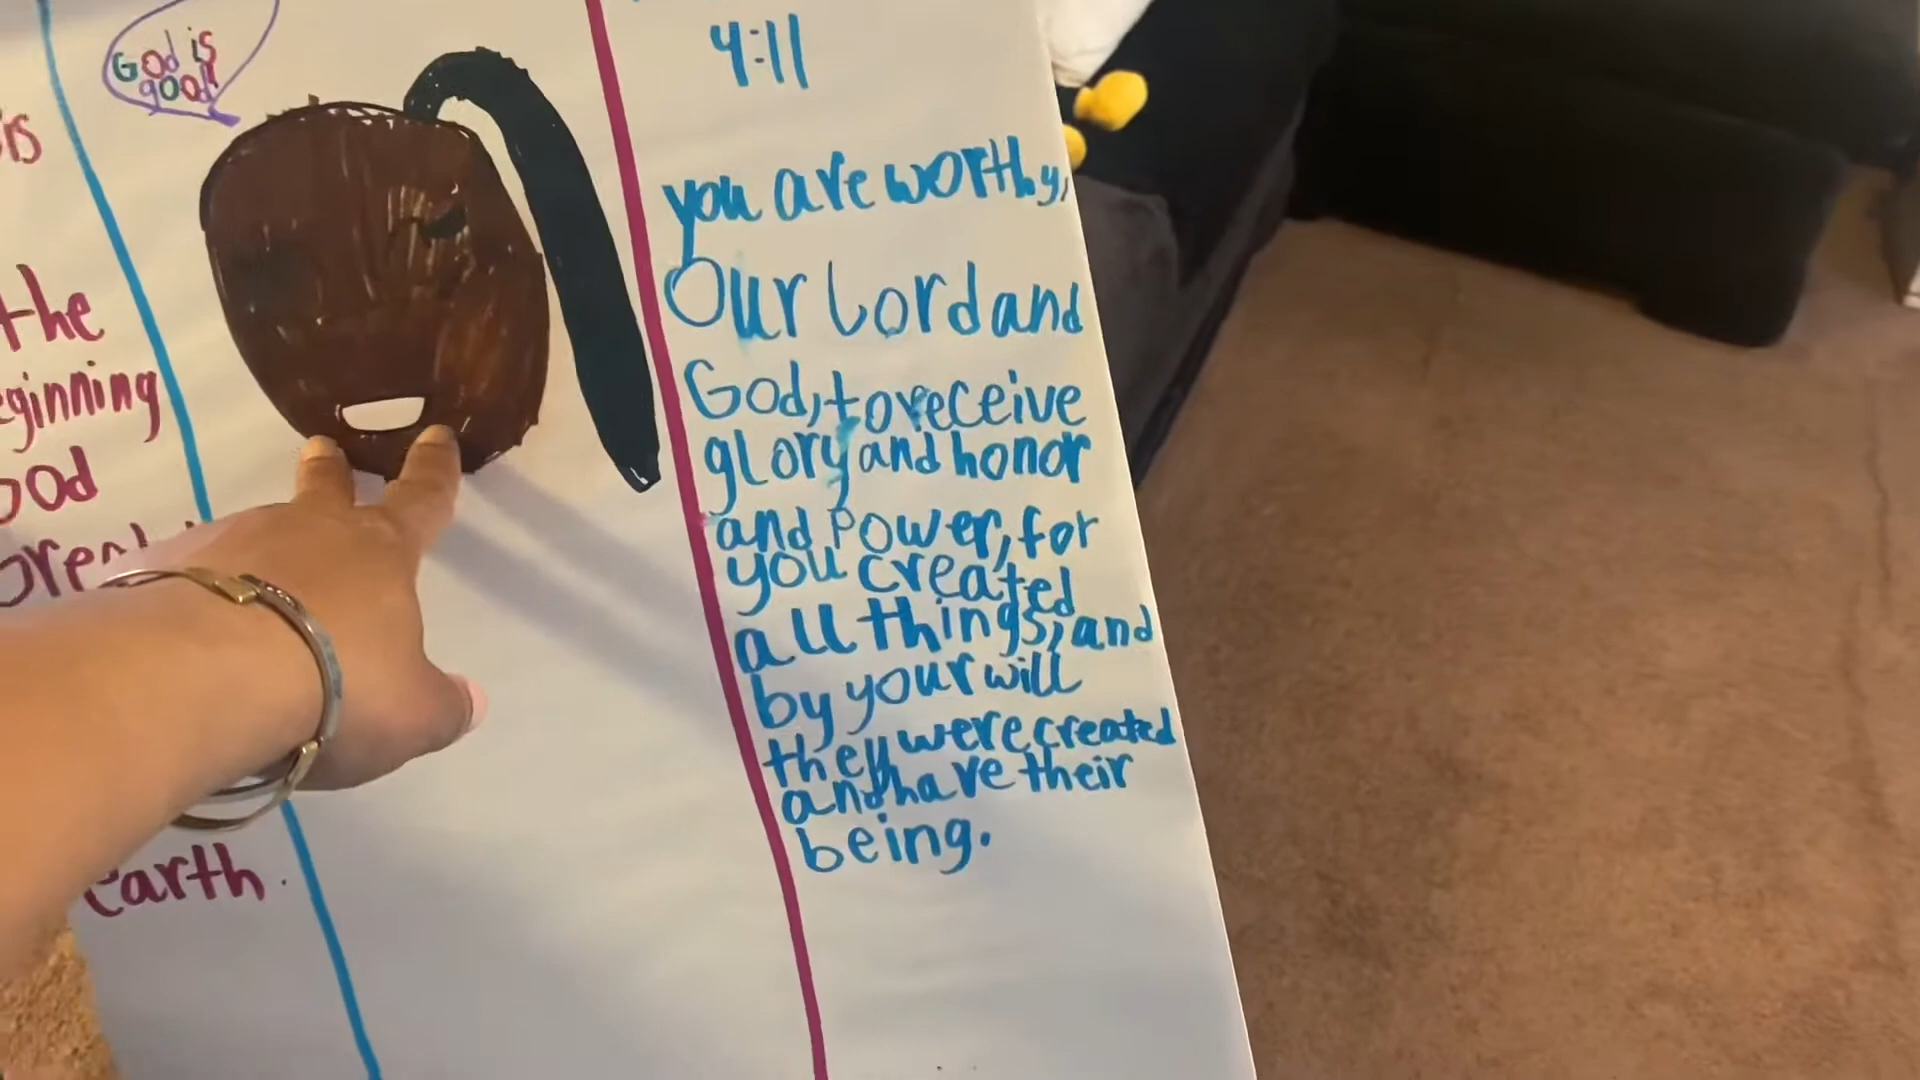 is
the
ginning
od
earth.
God is
good!
4:11
you are worthy,
Our Lord and
God, to receive
glory and honor
and Power, for
you created
all things, and
by your will
they were created
and have their
being.